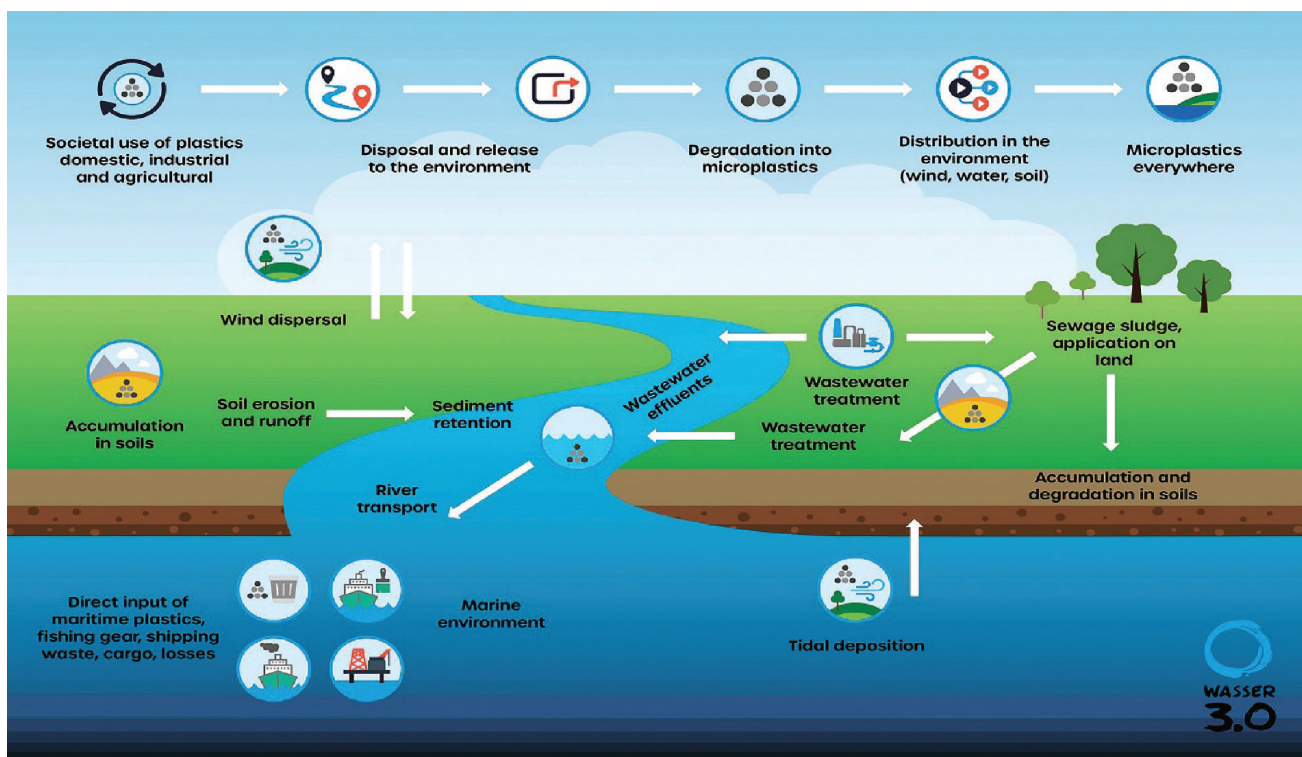 Societal use of plastics
domestic, industrial
and agricultural
Disposal and release
to the environment
Degradation into
microplastics
Distribution in the
environment
(wind, water, soil)
Microplastics
everywhere
Wind dispersal
Sewage sludge,
application on
land
Wastewater
effluents
Wastewater
treatment
Accumulation
in soils
Soil erosion
and runoff
Sediment
retention
Wastewater
treatment
Accumulation and
degradation in soils
River
transport
Direct input of
maritime plastics,
fishing gear, shipping
waste, cargo, losses
Marine
environment
Tidal deposition
WASSER
3.0